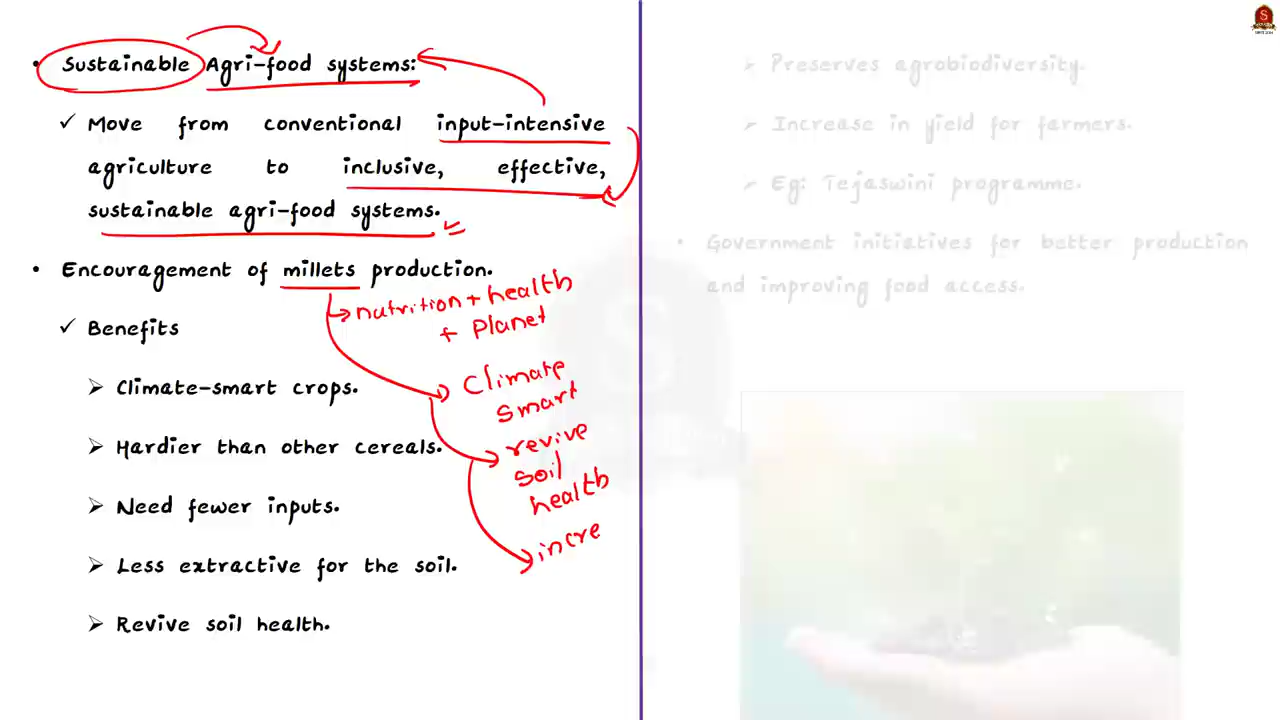 • Sustainable Agri-food systems:
✓ Move from conventional input-intensive
agriculture to inclusive, effective,
sustainable agri-food systems.
• Encouragement of millets production.
nutrition + health
+ Planet
✓ Benefits
➢ Climate-smart crops.
Climate
smart
➢ Hardier than other cereals.
revive
soil
health
➢ Need fewer inputs.
incre
➢ Less extractive for the soil.
➢ Revive soil health.
➢ Preserves agrobiodiversity.
➢ Increase in yield for farmers.
➢ Eg: Tejaswini programme.
• Government initiatives for better production
and improving food access.